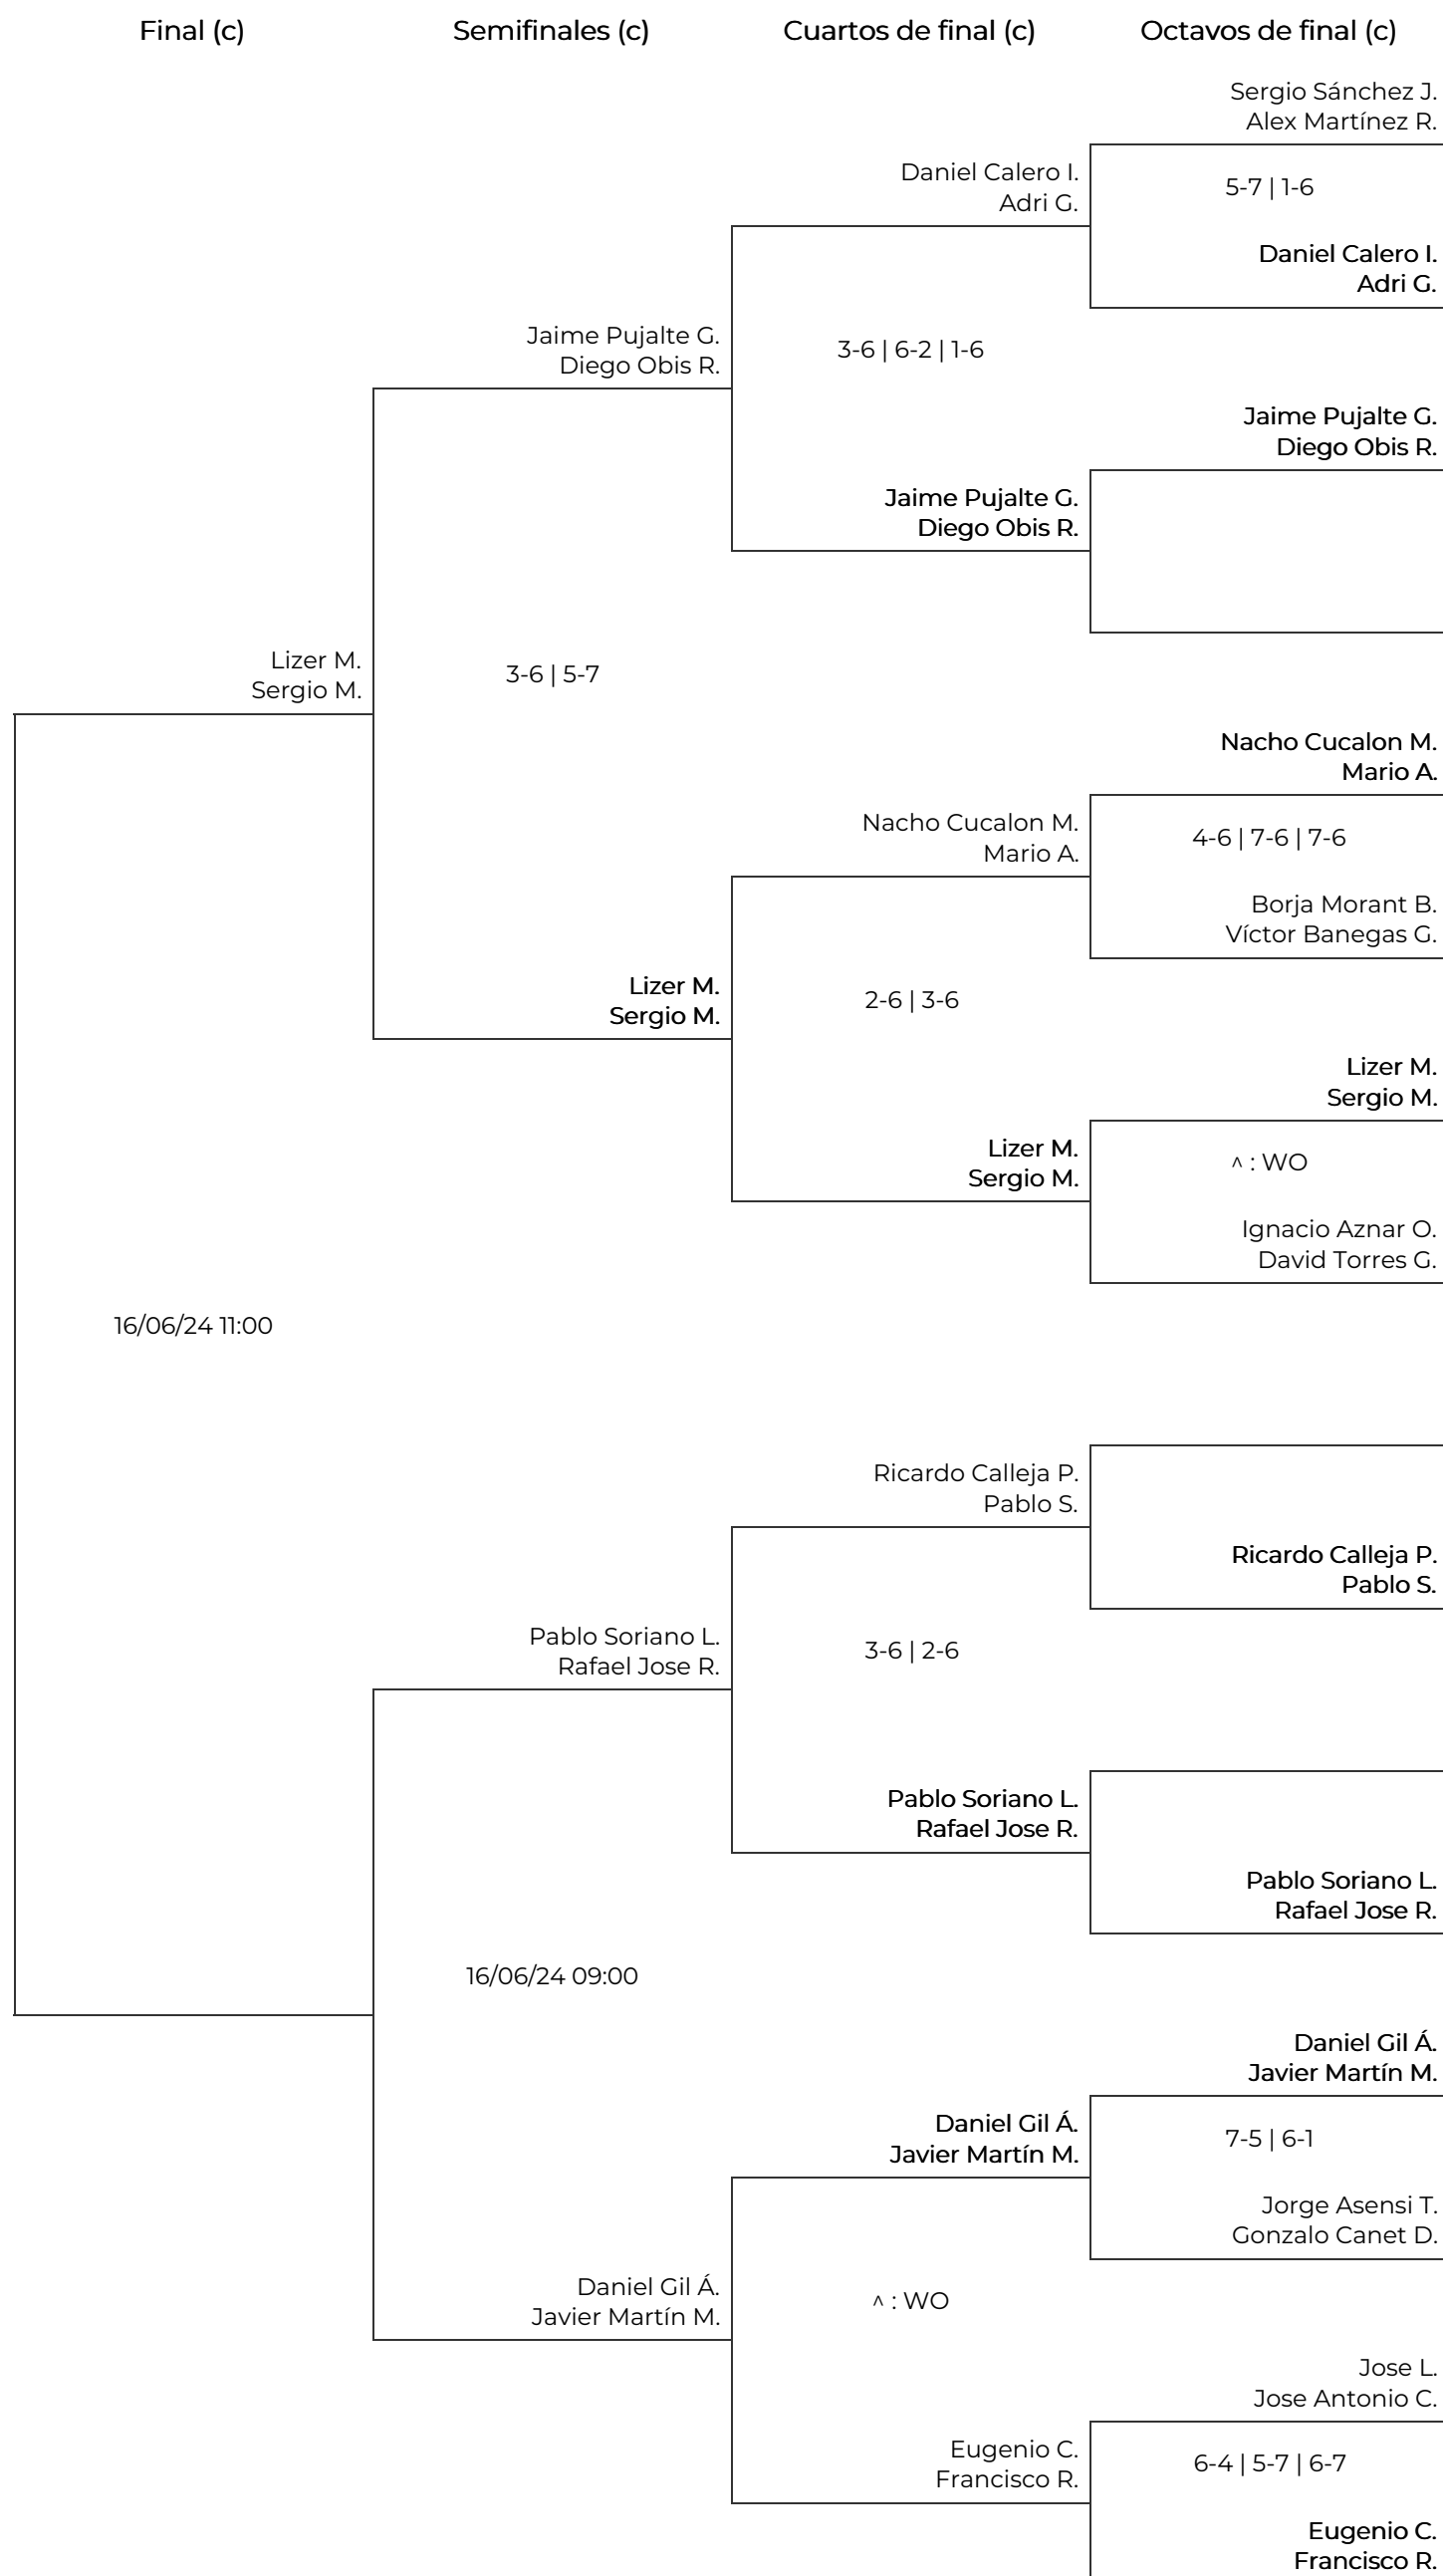 Final (c)
Semifinales (c)
Cuartos de final (c)
Octavos de final (c)
Sergio Sánchez J.
Alex Martínez R.
Daniel Calero I.
Adri G.
5-7 | 1-6
Daniel Calero I.
Adri G.
Jaime Pujalte G.
Diego Obis R.
3-6 | 6-2 | 1-6
Jaime Pujalte G.
Diego Obis R.
Jaime Pujalte G.
Diego Obis R.
Lizer M.
Sergio M.
3-6 | 5-7
Nacho Cucalon M.
Mario A.
Nacho Cucalon M.
Mario A.
4-6 | 7-6 | 7-6
Borja Morant B.
Víctor Banegas G.
Lizer M.
Sergio M.
2-6 | 3-6
Lizer M.
Sergio M.
Lizer M.
Sergio M.
^ : WO
Ignacio Aznar O.
David Torres G.
16/06/24 11:00
Ricardo Calleja P.
Pablo S.
Ricardo Calleja P.
Pablo S.
Pablo Soriano L.
Rafael Jose R.
3-6 | 2-6
Pablo Soriano L.
Rafael Jose R.
Pablo Soriano L.
Rafael Jose R.
16/06/24 09:00
Daniel Gil Á.
Javier Martín M.
Daniel Gil Á.
Javier Martín M.
7-5 | 6-1
Jorge Asensi T.
Gonzalo Canet D.
Daniel Gil Á.
Javier Martín M.
^ : WO
Jose L.
Jose Antonio C.
Eugenio C.
Francisco R.
6-4 | 5-7 | 6-7
Eugenio C.
Francisco R.